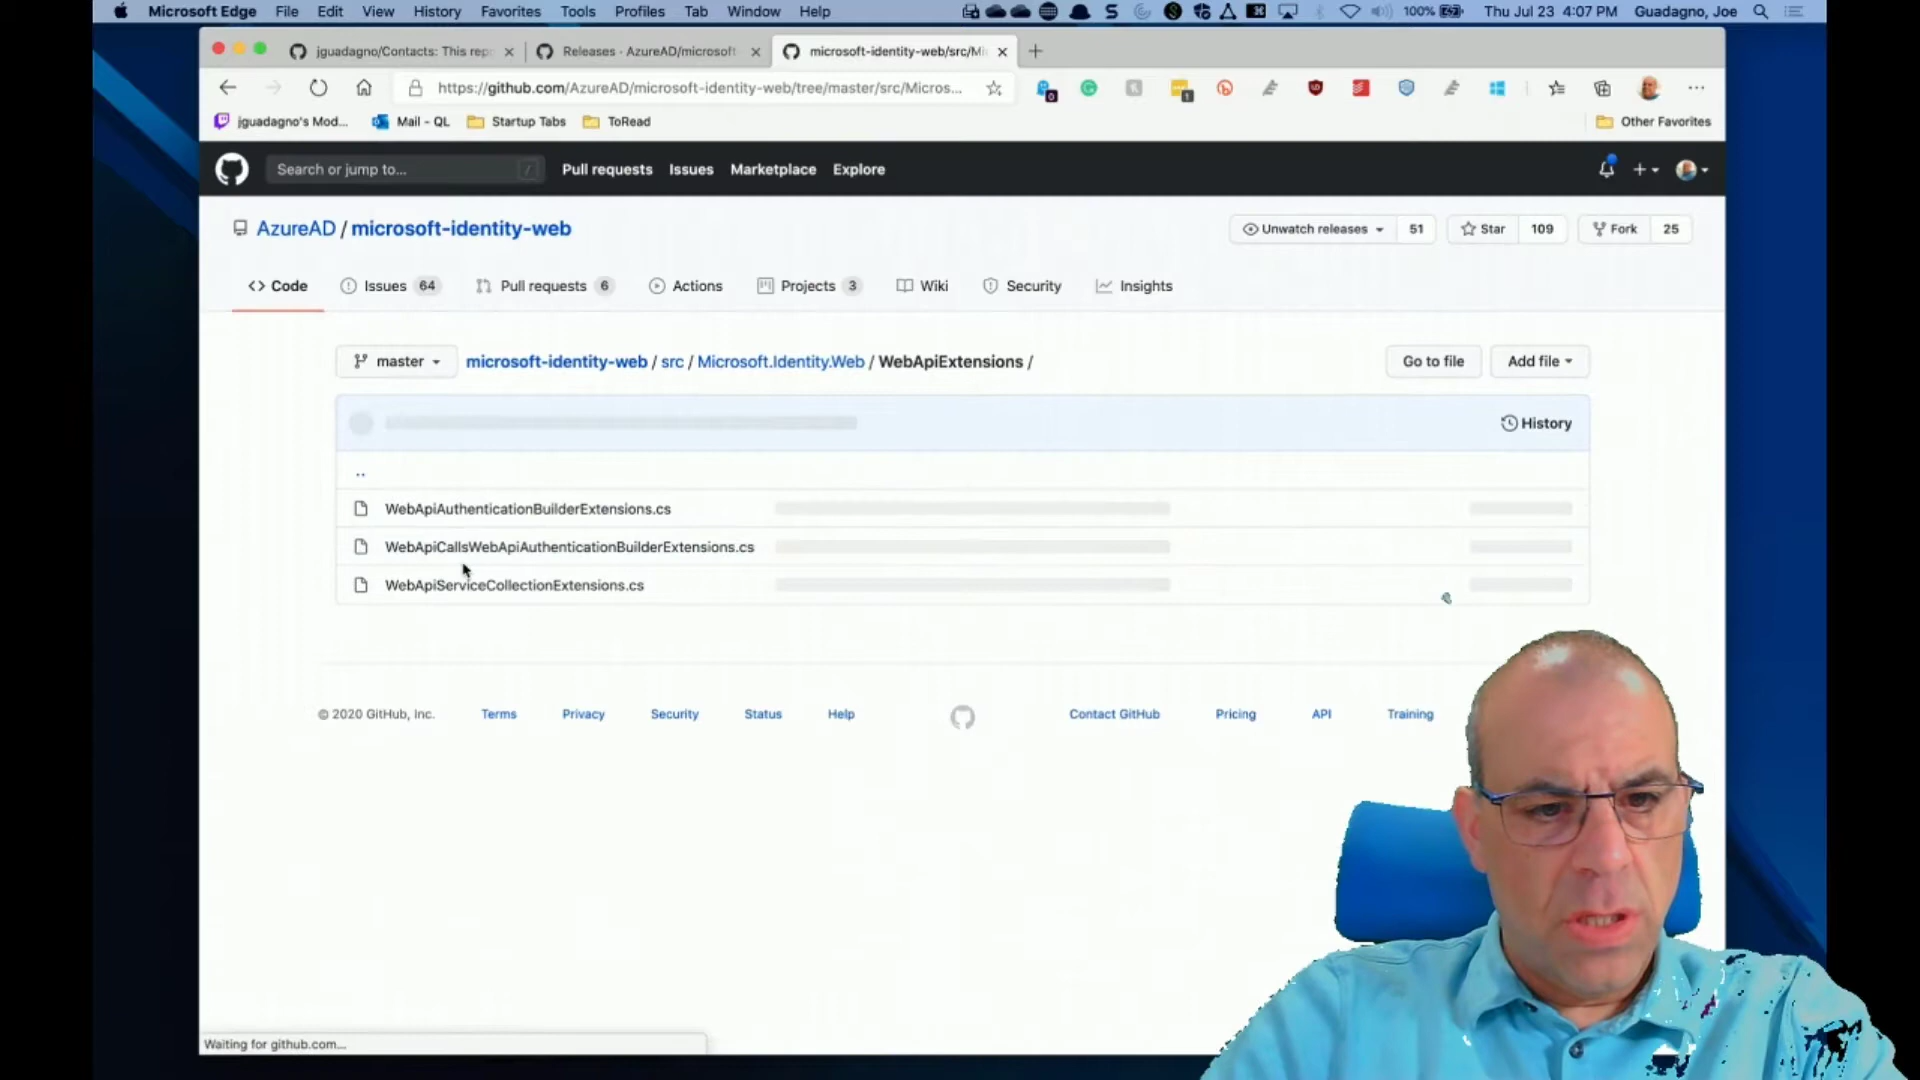 Microsoft Edge File Edit View History Favorites Tools Profiles Tab Window Help 100% Thu Jul 23 4:07 PM Guadagno, Joe
jguadagno/Contacts: This rep Releases · AzureAD/microsoft microsoft-identity-web/src/Mi
https://github.com/AzureAD/microsoft-identity-web/tree/master/src/Micros...
jguadagno's Mod... Mail - QL Startup Tabs ToRead Other Favorites
Search or jump to... / Pull requests Issues Marketplace Explore
AzureAD / microsoft-identity-web Unwatch releases 51 Star 109 Fork 25
<> Code Issues 64 Pull requests 6 Actions Projects 3 Wiki Security Insights
master microsoft-identity-web / src / Microsoft.Identity.Web / WebApiExtensions / Go to file Add file
History
..
WebApiAuthenticationBuilderExtensions.cs
WebApiCallsWebApiAuthenticationBuilderExtensions.cs
WebApiServiceCollectionExtensions.cs
© 2020 GitHub, Inc. Terms Privacy Security Status Help Contact GitHub Pricing API Training
Waiting for github.com...